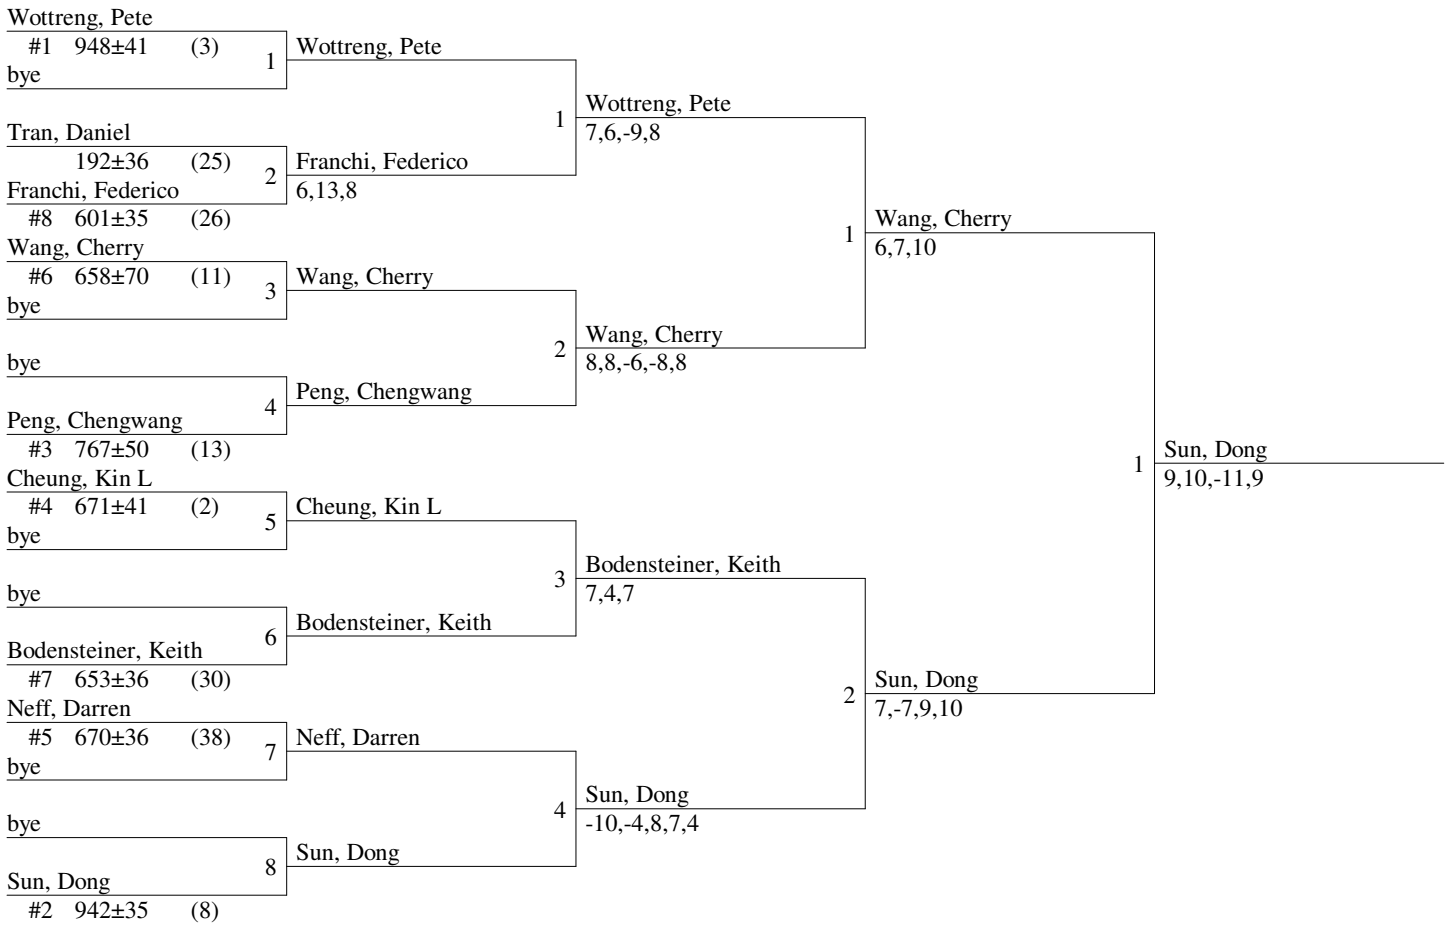 Wottreng, Pete
#1 948±41 (3)
bye
1
Tran, Daniel
192±36 (25)
Franchi, Federico
#8 601±35 (26)
2
Wang, Cherry
#6 658±70 (11)
bye
3
bye
Peng, Chengwang
#3 767±50 (13)
4
Cheung, Kin L
#4 671±41 (2)
bye
5
bye
Bodensteiner, Keith
#7 653±36 (30)
6
Neff, Darren
#5 670±36 (38)
bye
7
bye
Sun, Dong
#2 942±35 (8)
8
Wottreng, Pete
Franchi, Federico
6,13,8
1
Wang, Cherry
Peng, Chengwang
2
Cheung, Kin L
Bodensteiner, Keith
3
Neff, Darren
Sun, Dong
4
Wottreng, Pete
7,6,-9,8
Wang, Cherry
8,8,-6,-8,8
1
Bodensteiner, Keith
7,4,7
Sun, Dong
-10,-4,8,7,4
2
Wang, Cherry
6,7,10
Sun, Dong
7,-7,9,10
1
Sun, Dong
9,10,-11,9